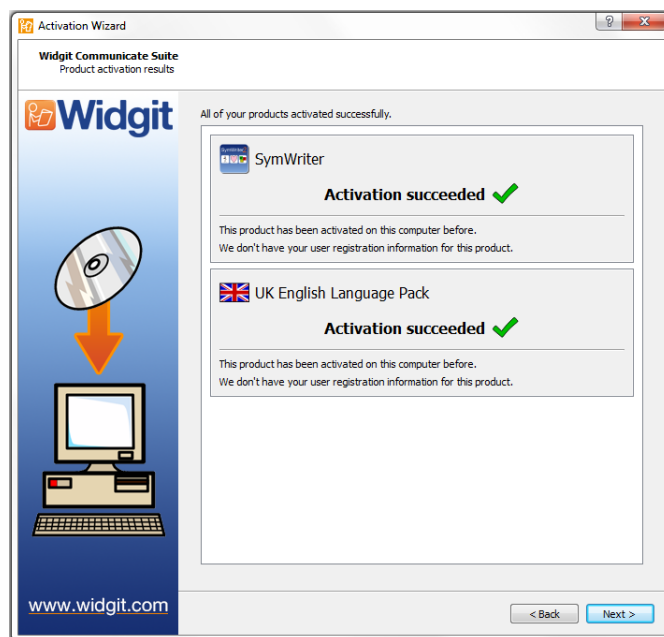 Activation Wizard
Widgit Communicate Suite
Product activation results
Widgit
All of your products activated successfully.
SymWriter
Activation succeeded
This product has been activated on this computer before.
We don't have your user registration information for this product.
UK English Language Pack
Activation succeeded
This product has been activated on this computer before.
We don't have your user registration information for this product.
www.widgit.com
< Back Next >